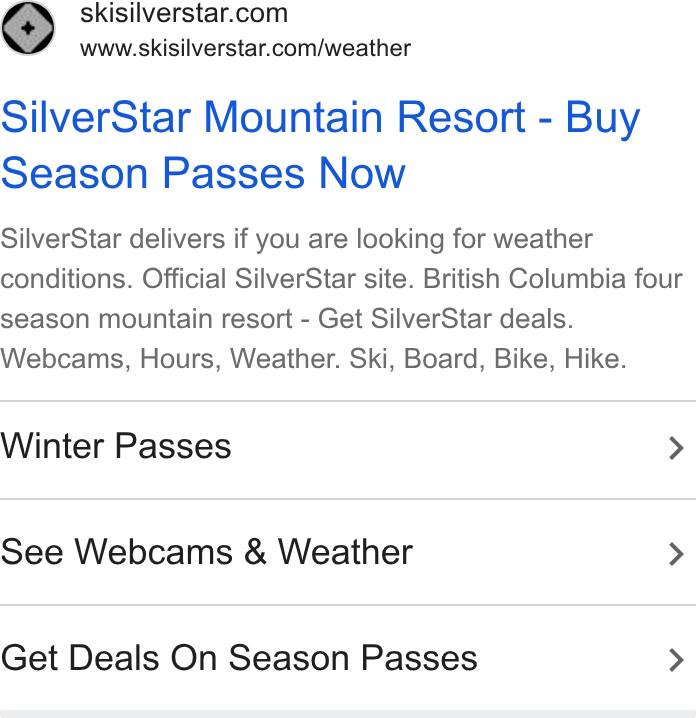 skisilverstar.com
www.skisilverstar.com/weather
SilverStar Mountain Resort - Buy
Season Passes Now
SilverStar delivers if you are looking for weather
conditions. Official SilverStar site. British Columbia four
season mountain resort - Get SilverStar deals.
Webcams, Hours, Weather. Ski, Board, Bike, Hike.
Winter Passes
See Webcams & Weather
Get Deals On Season Passes